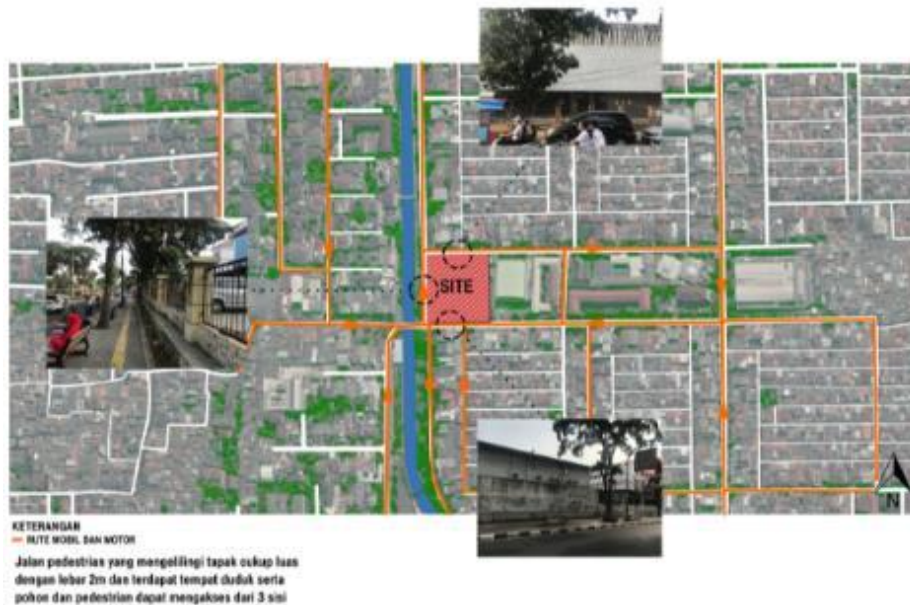 SITE
N
KETERANGAN
RUTE MOBIL DAN MOTOR
Jalan pedestrian yang mengelilingi tapak cukup luas
dengan lebar 2m dan terdapat tempat duduk serta
pohon dan pedestrian dapat mengakses dari 3 sisi